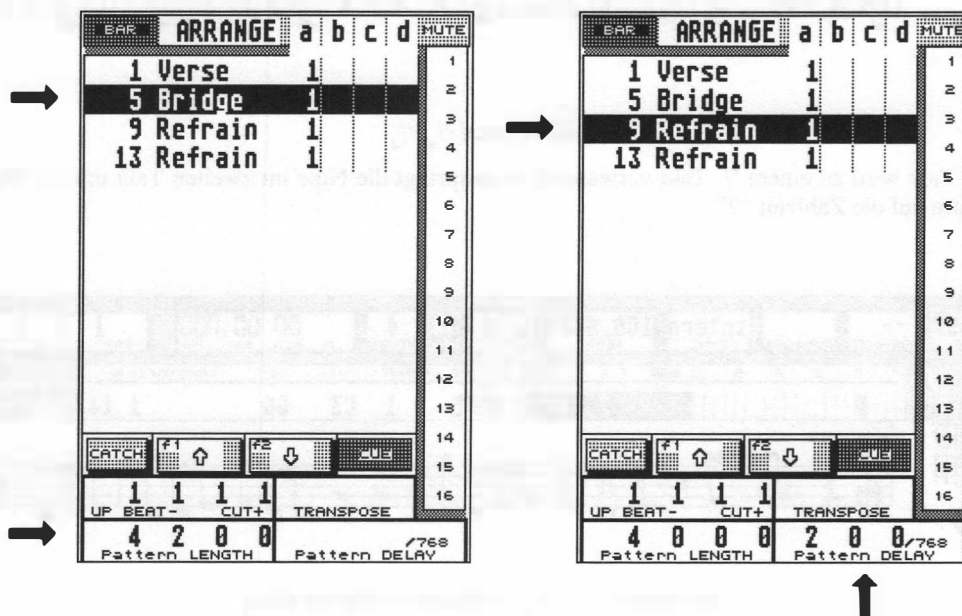 BAR ARRANGE a b c d MUTE
1 Verse 1
5 Bridge 1
9 Refrain 1
13 Refrain 1
1
2
3
4
5
6
7
8
9
10
11
12
13
14
15
16
CATCH f1 ⇧ f2 ⇩ CUE
1 1 1 1
UP BEAT- CUT+ TRANSPOSE
4 2 0 0 /768
Pattern LENGTH Pattern DELAY
BAR ARRANGE a b c d MUTE
1 Verse 1
5 Bridge 1
9 Refrain 1
13 Refrain 1
1
2
3
4
5
6
7
8
9
10
11
12
13
14
15
16
CATCH f1 ⇧ f2 ⇩ CUE
1 1 1 1
UP BEAT- CUT+ TRANSPOSE
4 0 0 0 2 0 0/768
Pattern LENGTH Pattern DELAY